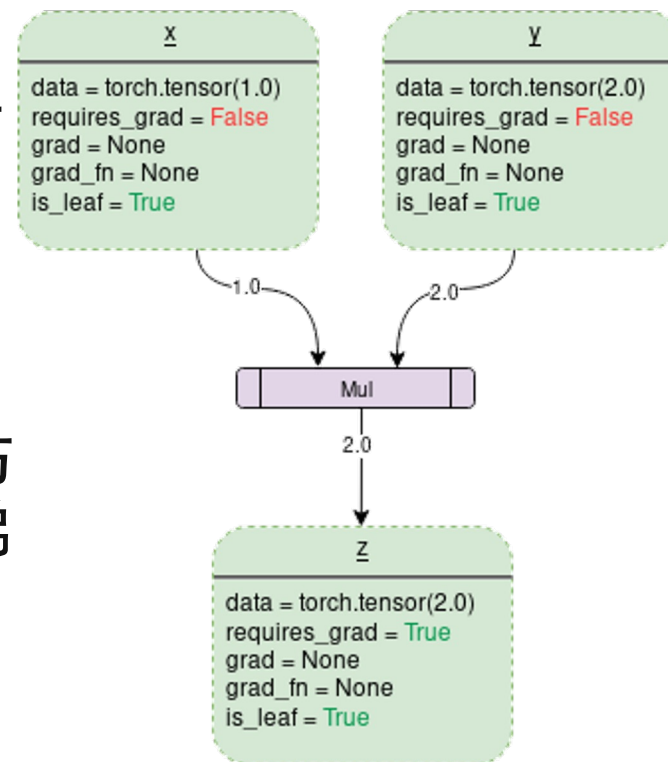 x
data = torch.tensor(1.0)
requires_grad = False
grad = None
grad_fn = None
is_leaf = True
y
data = torch.tensor(2.0)
requires_grad = False
grad = None
grad_fn = None
is_leaf = True
1.0
2.0
Mul
2.0
z
data = torch.tensor(2.0)
requires_grad = True
grad = None
grad_fn = None
is_leaf = True